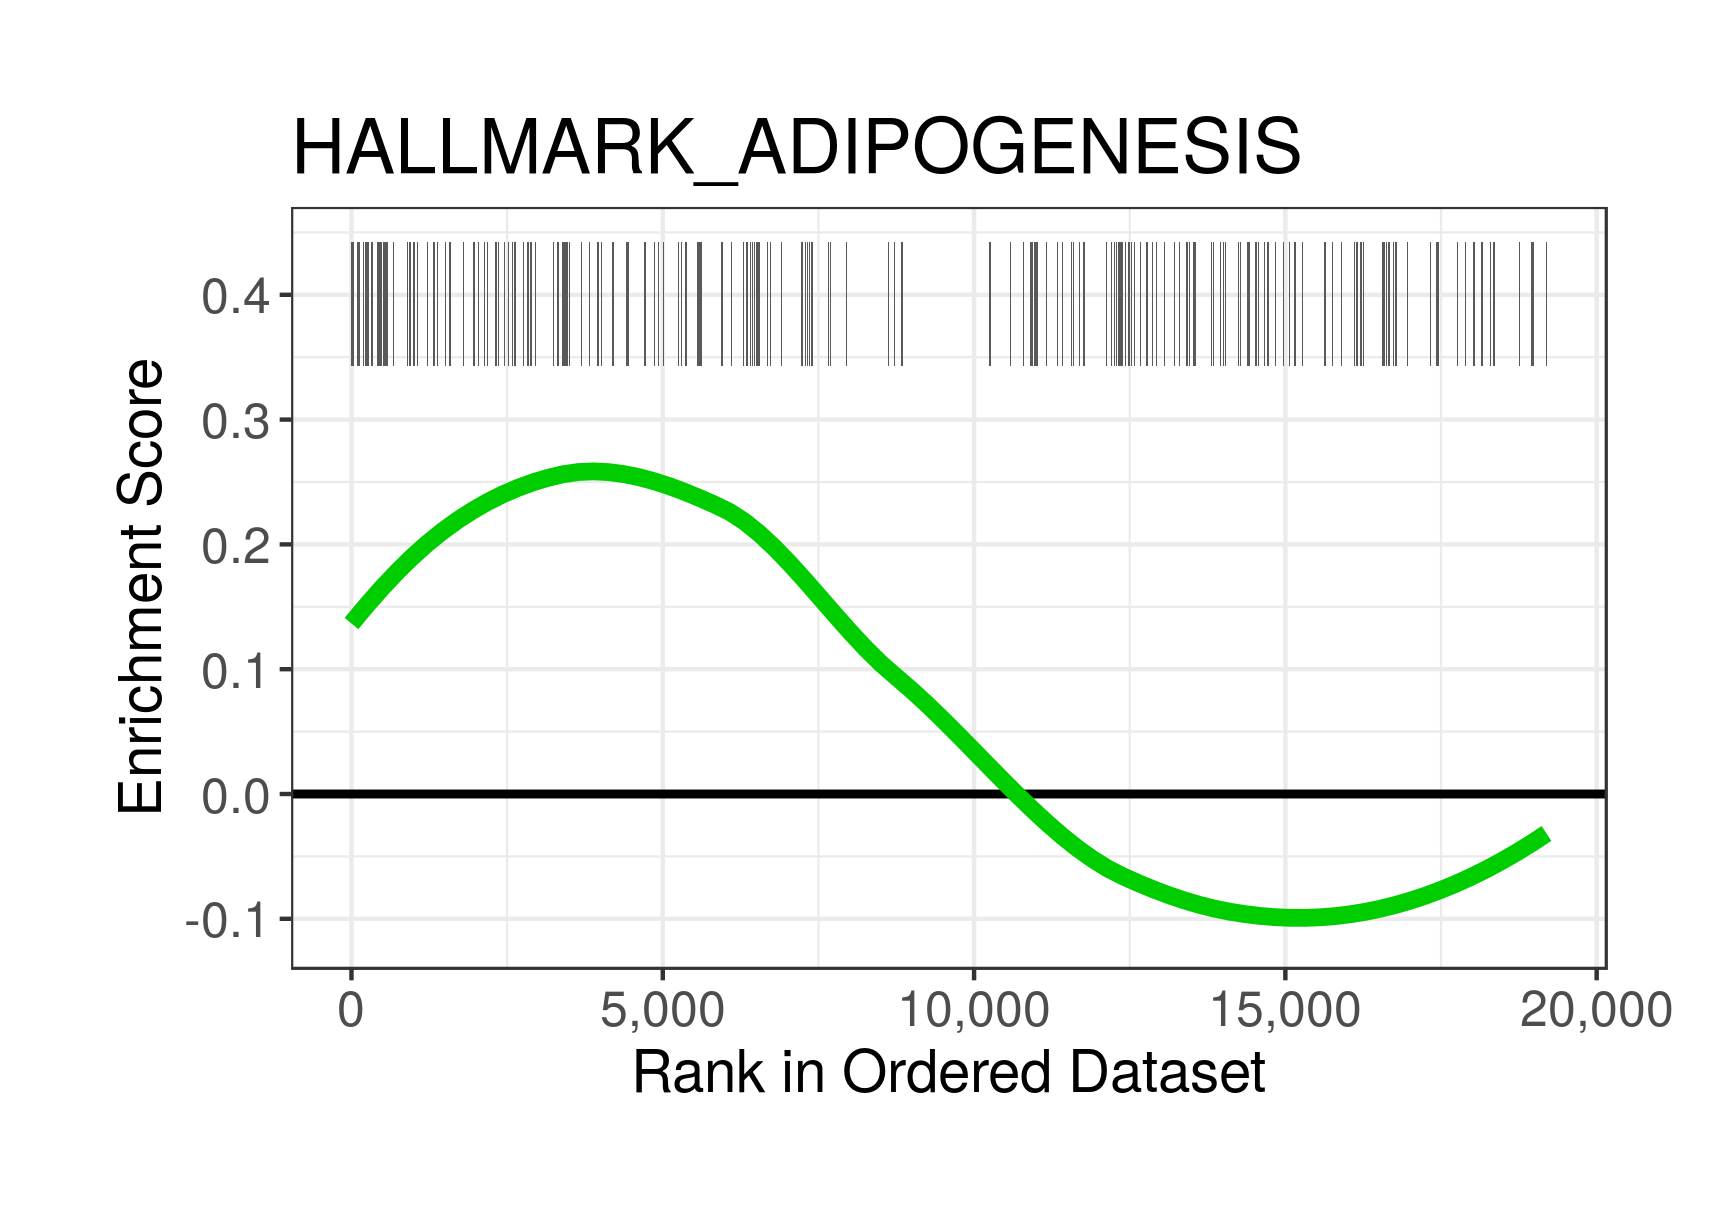 HALLMARK_ADIPOGENESIS
Enrichment Score
0.4
0.3
0.2
0.1
0.0
-0.1
0 5,000 10,000 15,000 20,000
Rank in Ordered Dataset